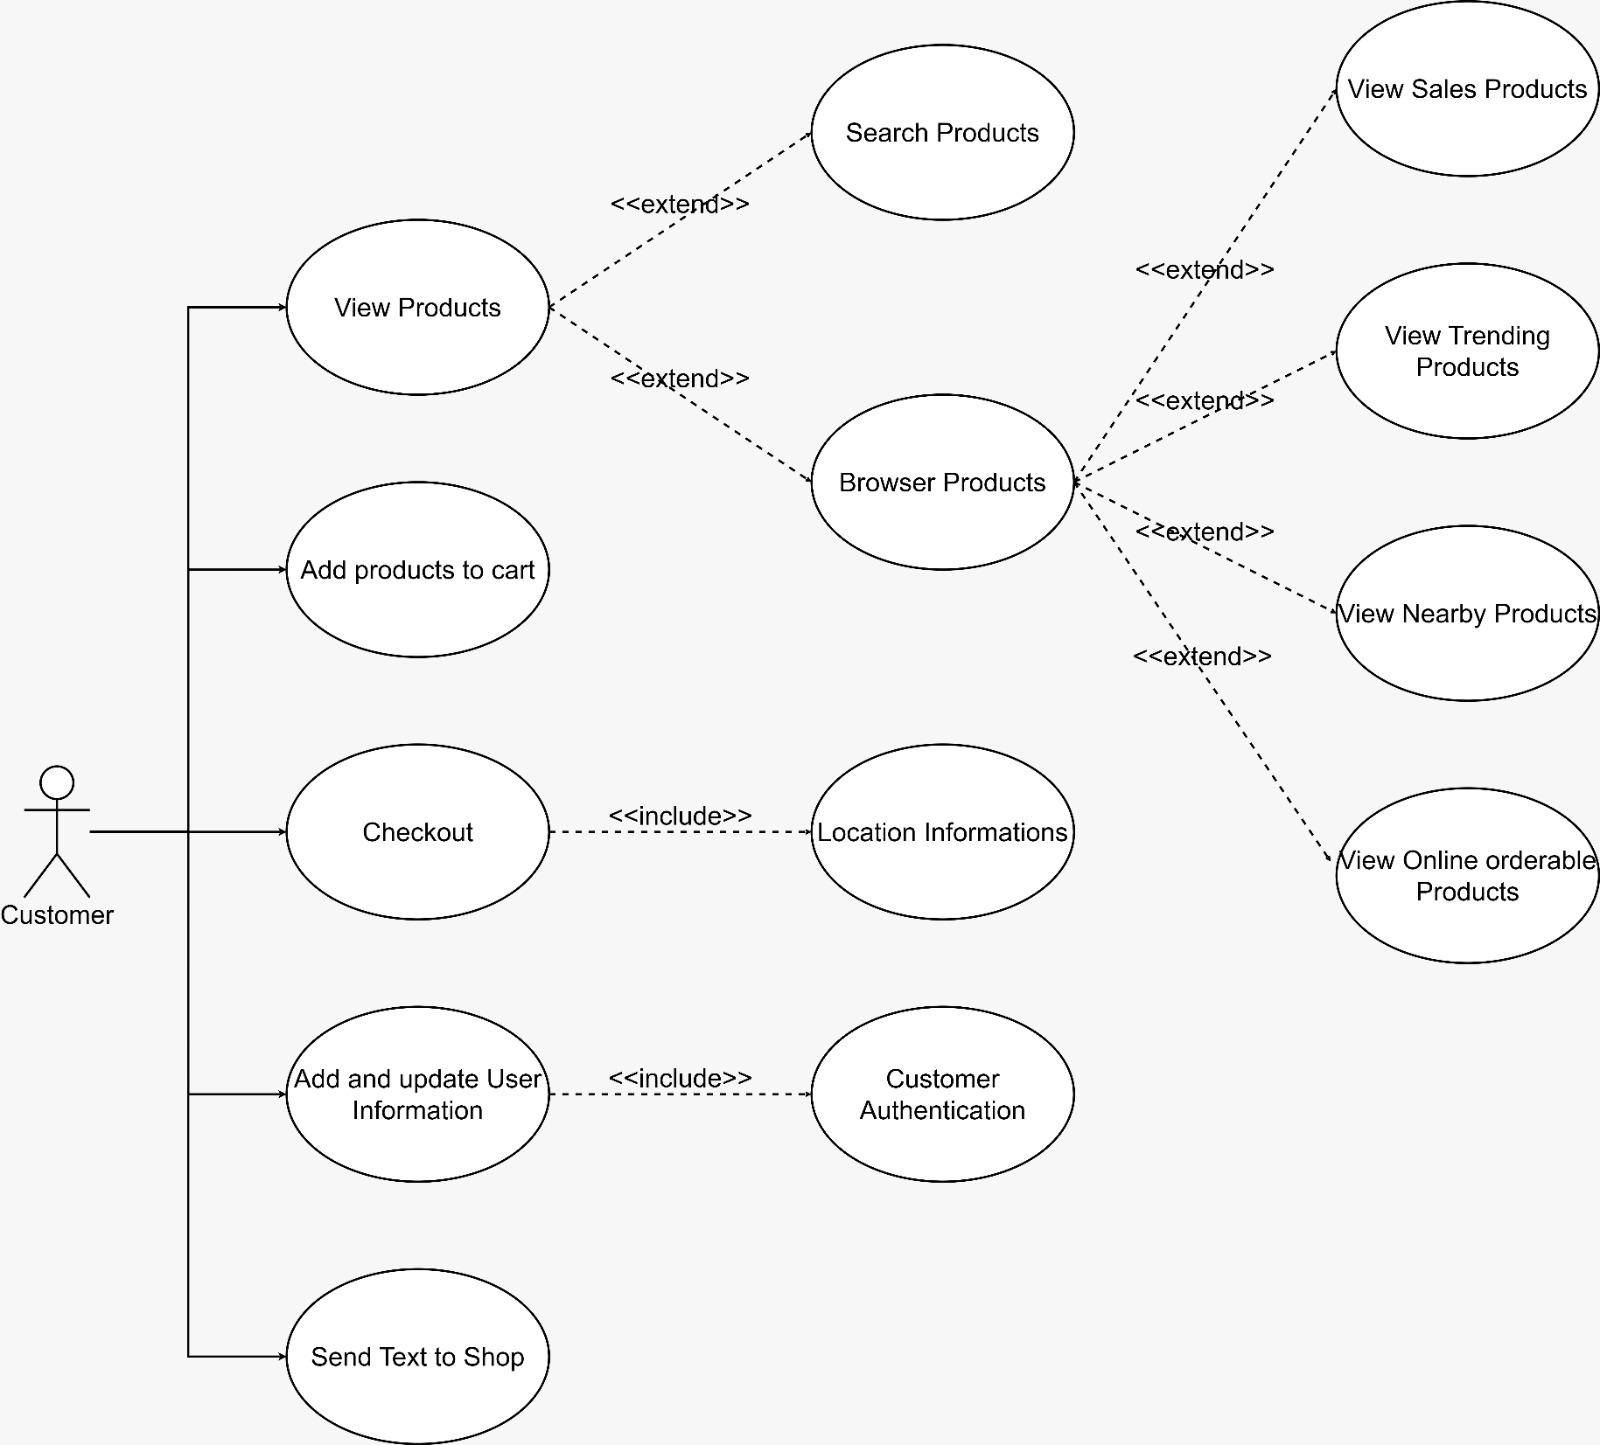 View Sales Products
Search Products
<<extend>>
<<extend>>
View Products
View Trending
Products
<<extend>>
<<extend>>
Browser Products
<<extend>>
Add products to cart
View Nearby Products
<<extend>>
<<include>>
Checkout
Location Informations
View Online orderable
Products
Customer
<<include>>
Add and update User
Information
Customer
Authentication
Send Text to Shop